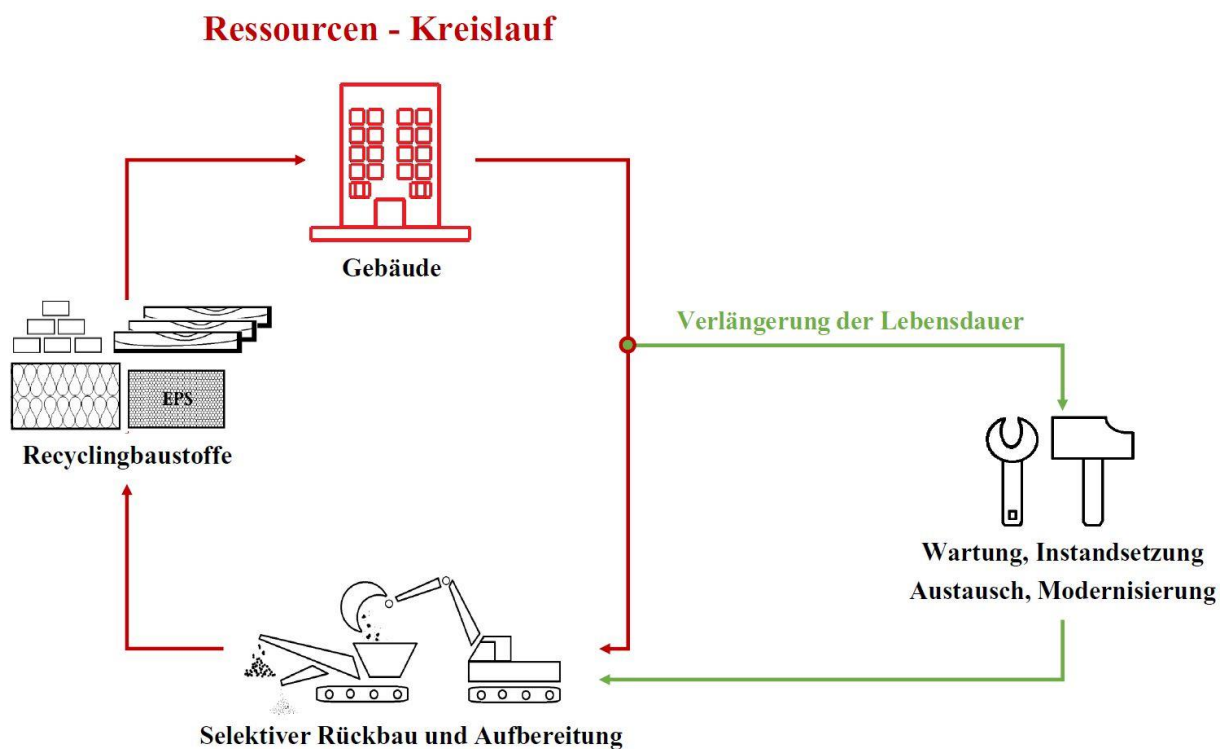 Ressourcen - Kreislauf
Gebäude
Verlängerung der Lebensdauer
EPS
Recyclingbaustoffe
Wartung, Instandsetzung
Austausch, Modernisierung
Selektiver Rückbau und Aufbereitung